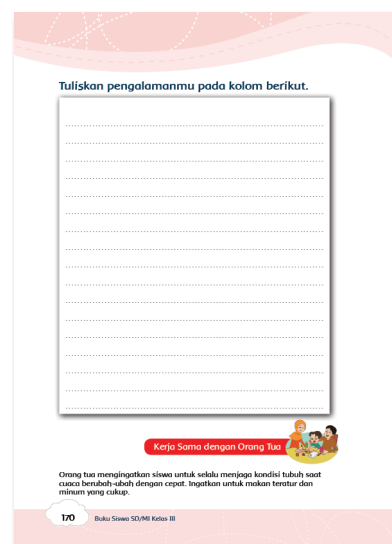 Tuliskan pengalamanmu pada kolom berikut.
Kerja Sama dengan Orang Tua
Orang tua mengingatkan siswa untuk selalu menjaga kondisi tubuh saat
cuaca berubah-ubah dengan cepat. Ingatkan untuk makan teratur dan
minum yang cukup.
170 Buku Siswa SD/MI Kelas III